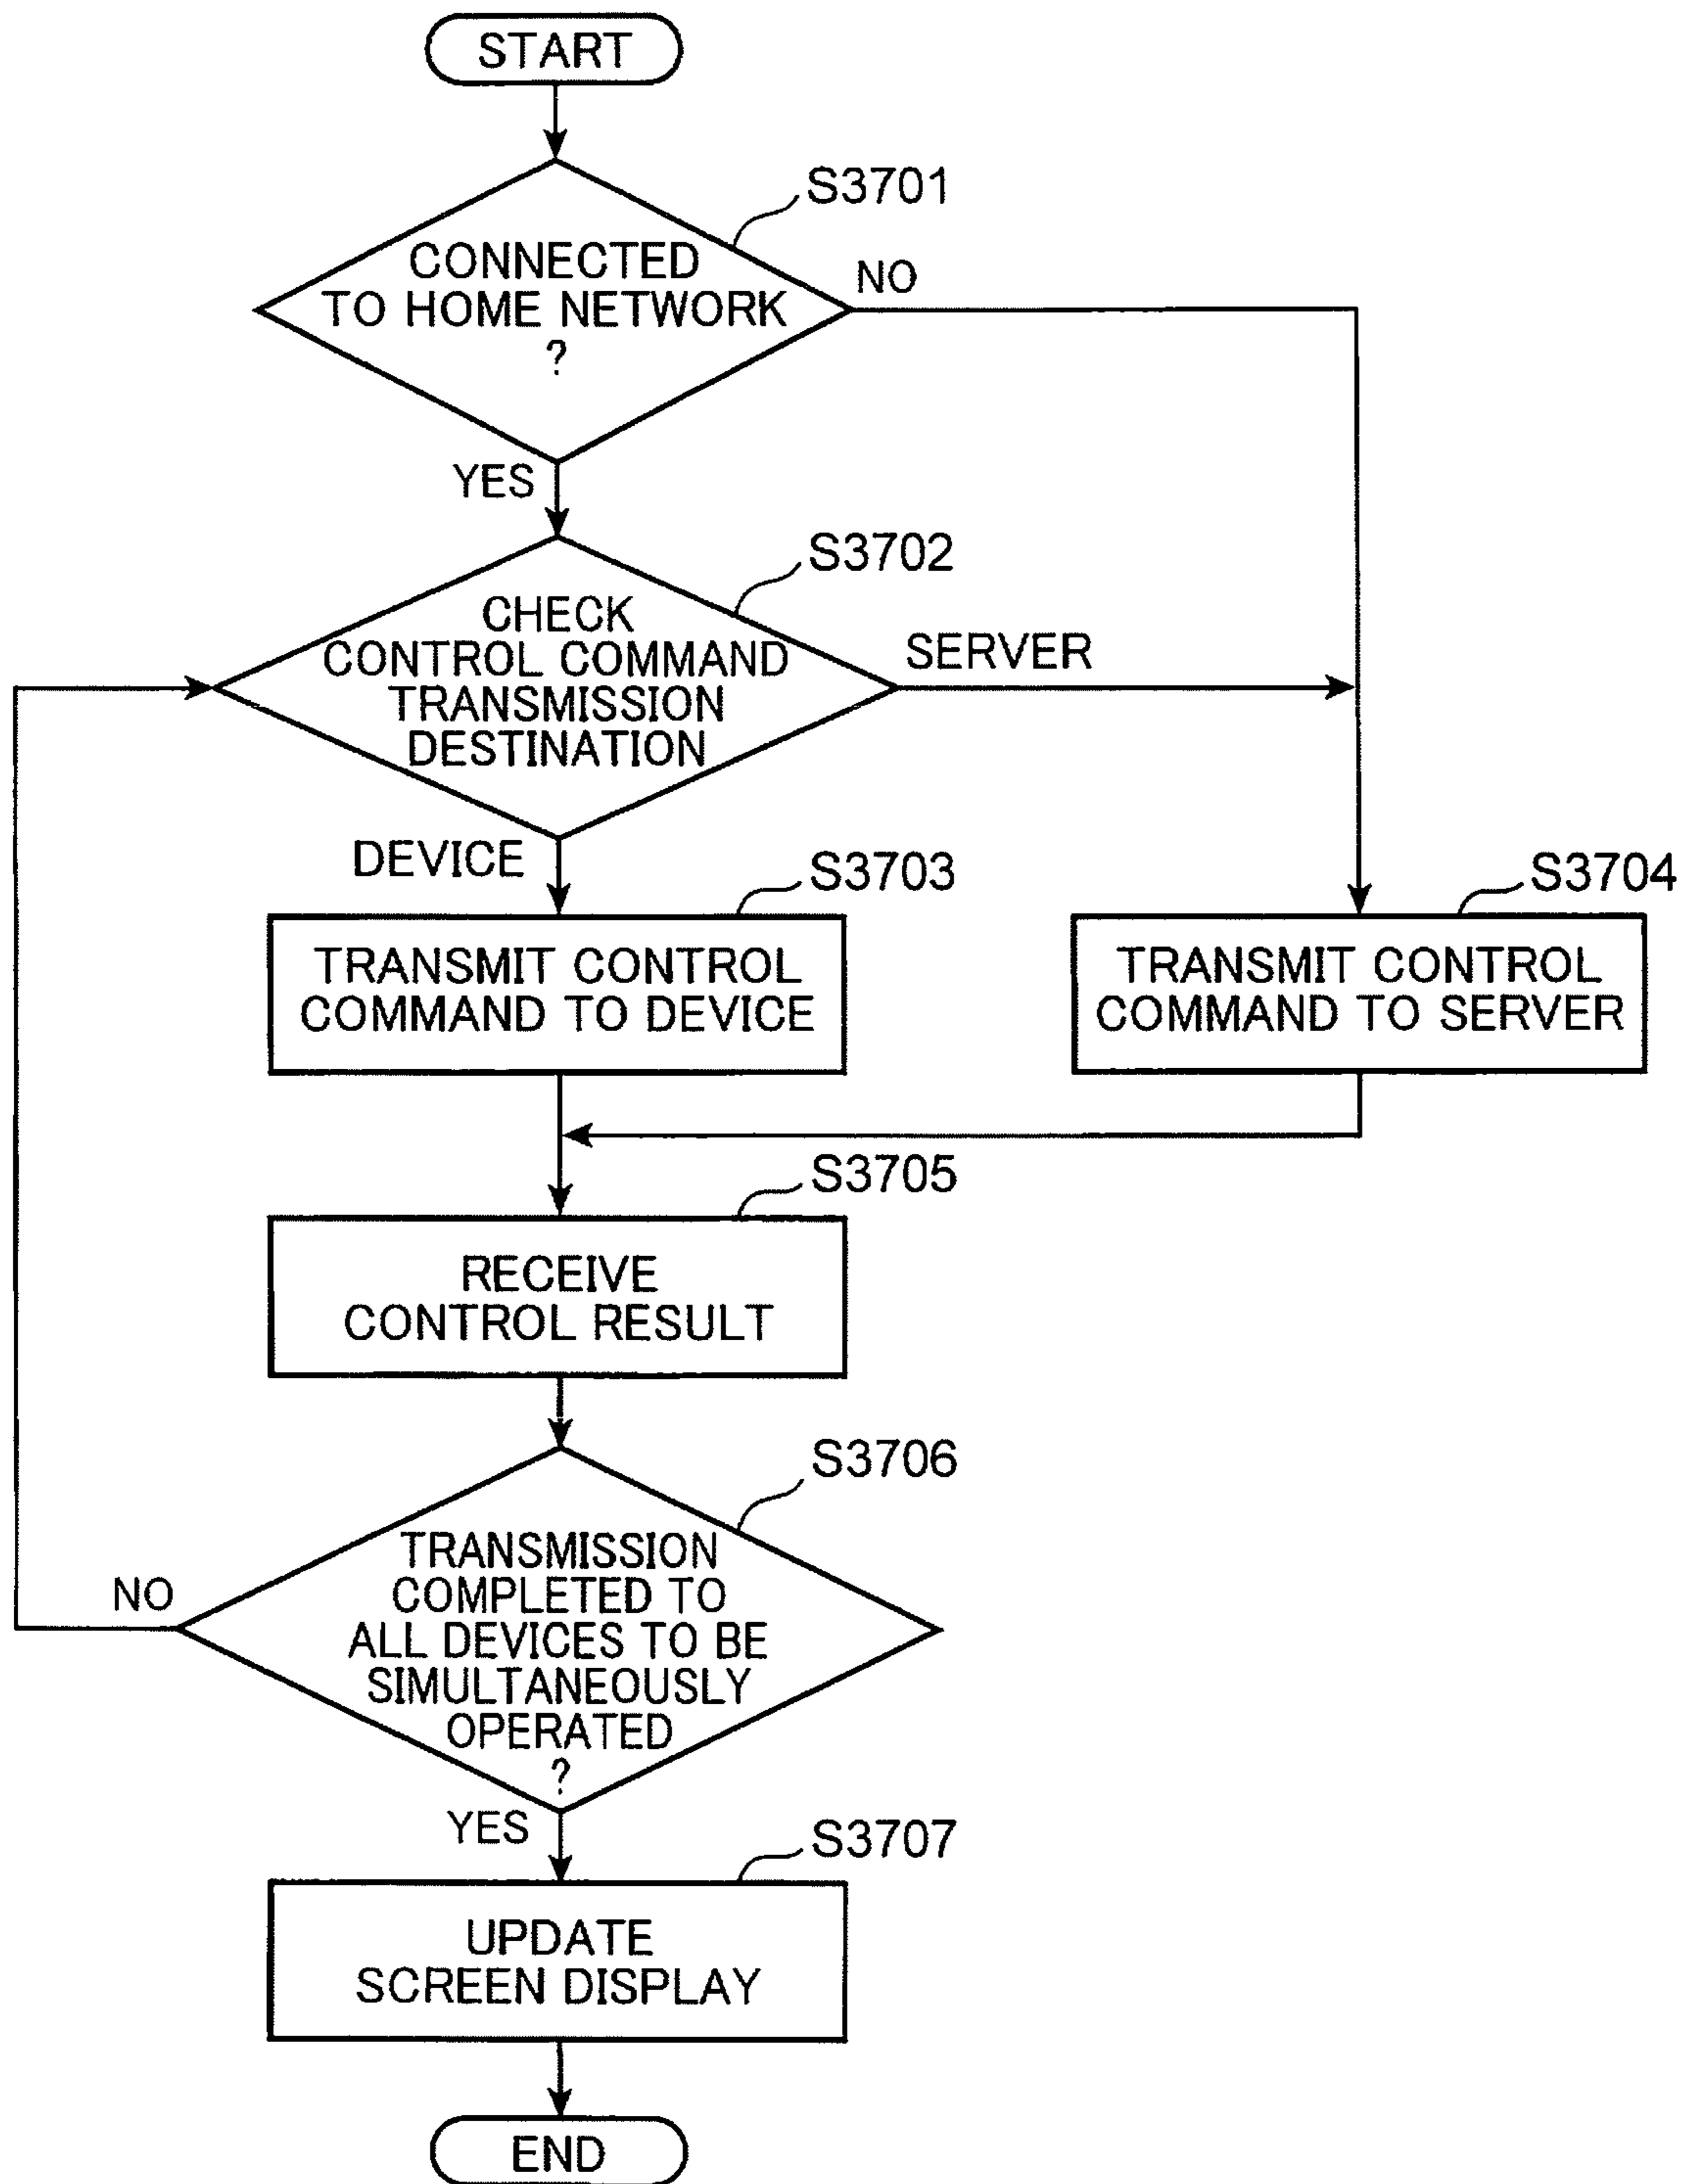 START
S3701
CONNECTED
TO HOME NETWORK
?
NO
YES
S3702
CHECK
CONTROL COMMAND
TRANSMISSION
DESTINATION
SERVER
DEVICE
S3703
TRANSMIT CONTROL
COMMAND TO DEVICE
S3704
TRANSMIT CONTROL
COMMAND TO SERVER
S3705
RECEIVE
CONTROL RESULT
S3706
TRANSMISSION
COMPLETED TO
ALL DEVICES TO BE
SIMULTANEOUSLY
OPERATED
?
NO
YES
S3707
UPDATE
SCREEN DISPLAY
END